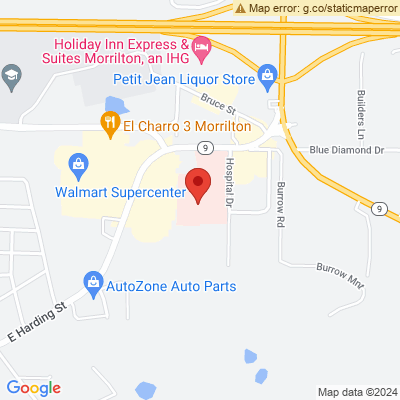 Map error: g.co/staticmaperror
Holiday Inn Express &
Suites Morrilton, an IHG
Petit Jean Liquor Store
Bruce St
Builders Ln
El Charro 3 Morrilton
9
Blue Diamond Dr
Walmart Supercenter
Hospital Dr
Burrow Rd
9
Burrow Mnr
AutoZone Auto Parts
E Harding St
Google
Map data ©2024